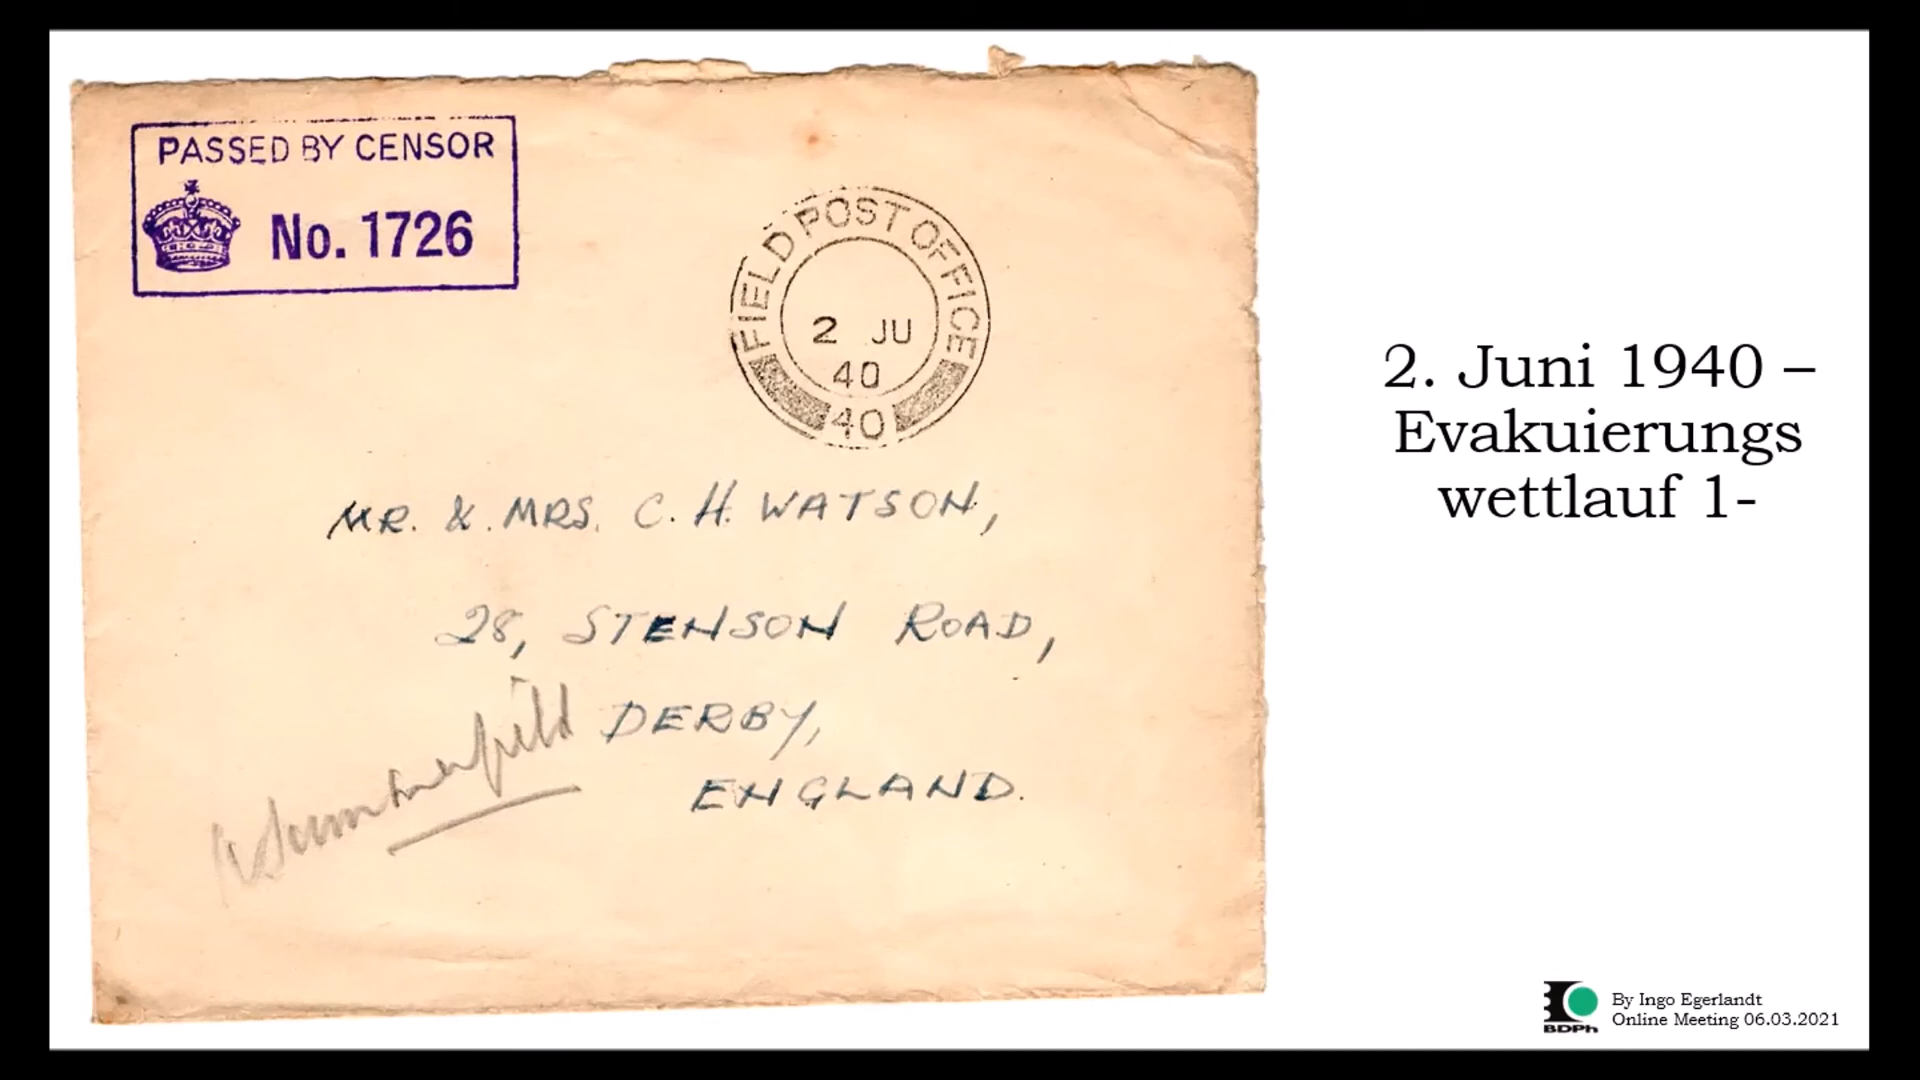 PASSED BY CENSOR
No. 1726
FIELD POST OFFICE
2 JU
40
40
MR. & MRS. C. H. WATSON,
28, STENSON ROAD,
DERBY,
ENGLAND.
2. Juni 1940 –
Evakuierungs
wettlauf 1-
BDPh
By Ingo Egerlandt
Online Meeting 06.03.2021